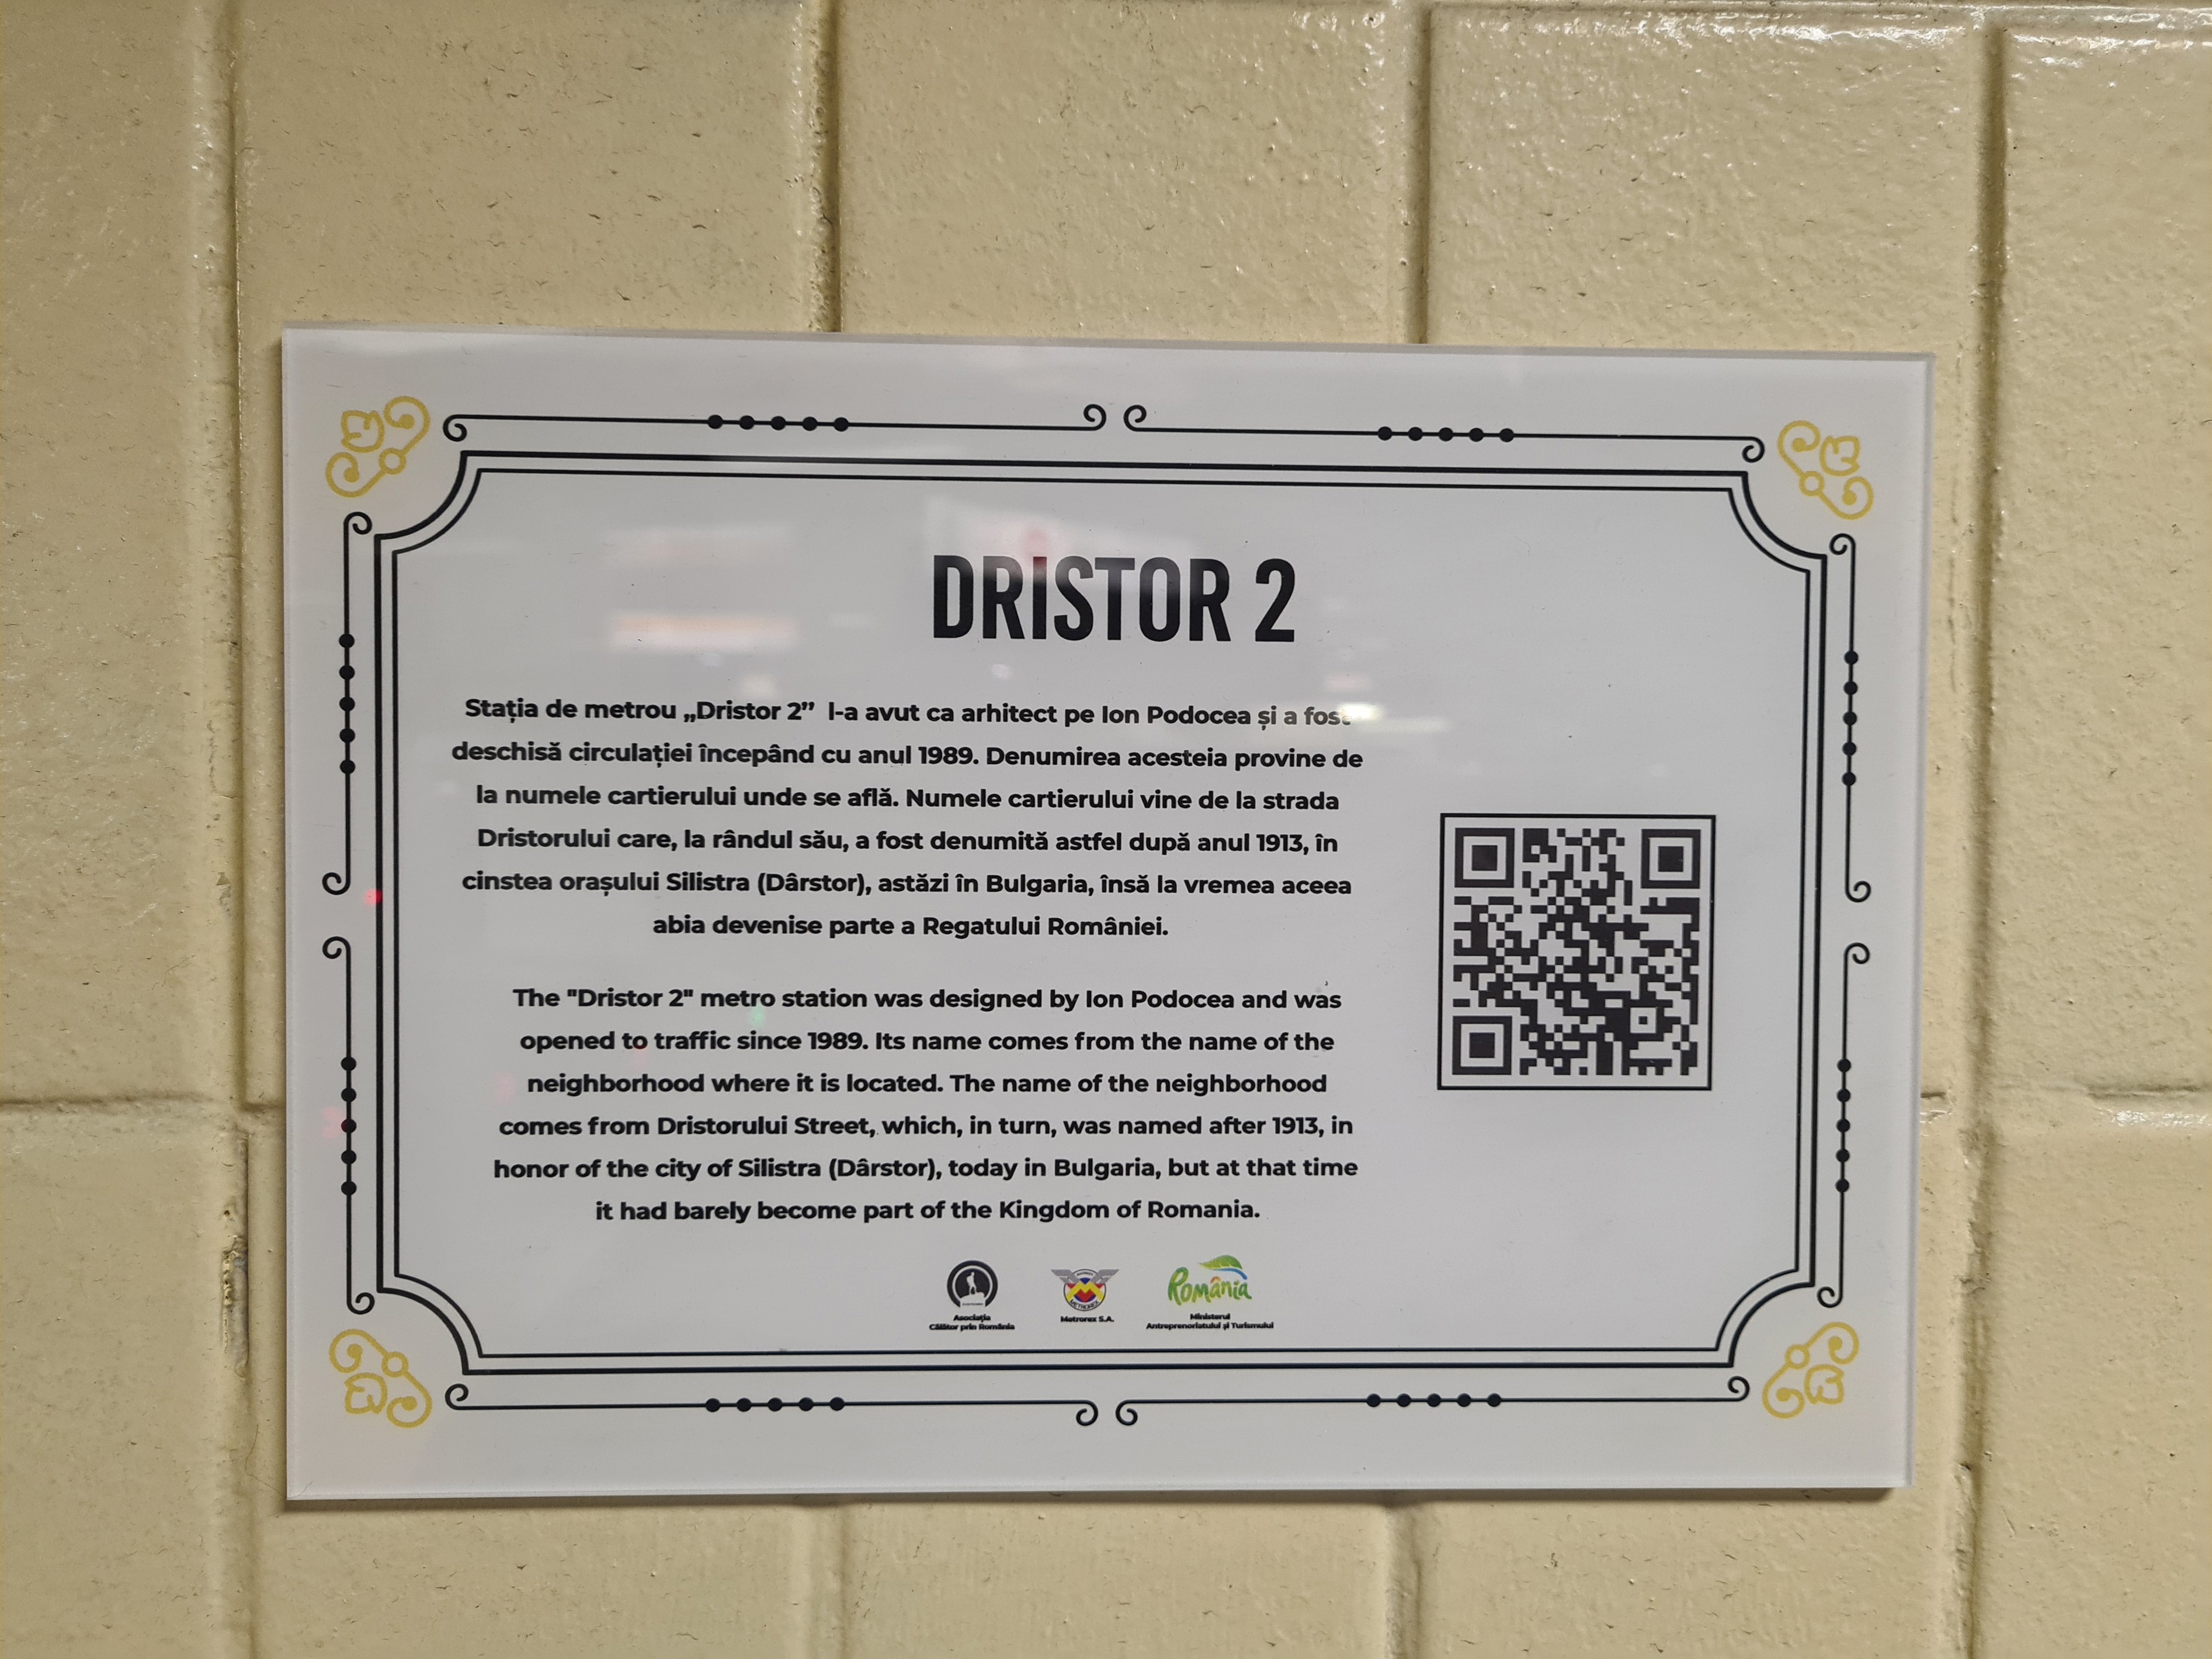 DRISTOR 2
Stația de metrou „Dristor 2” l-a avut ca arhitect pe Ion Podocea și a fost
deschisă circulației începând cu anul 1989. Denumirea acesteia provine de
la numele cartierului unde se află. Numele cartierului vine de la strada
Dristorului care, la rândul său, a fost denumită astfel după anul 1913, în
cinstea orașului Silistra (Dârstor), astăzi în Bulgaria, însă la vremea aceea
abia devenise parte a Regatului României.
The "Dristor 2" metro station was designed by Ion Podocea and was
opened to traffic since 1989. Its name comes from the name of the
neighborhood where it is located. The name of the neighborhood
comes from Dristorului Street, which, in turn, was named after 1913, in
honor of the city of Silistra (Dârstor), today in Bulgaria, but at that time
it had barely become part of the Kingdom of Romania.
METROREX
România
Asociația
Călător prin România
Metrorex S.A.
Ministerul
Antreprenoriatului și Turismului